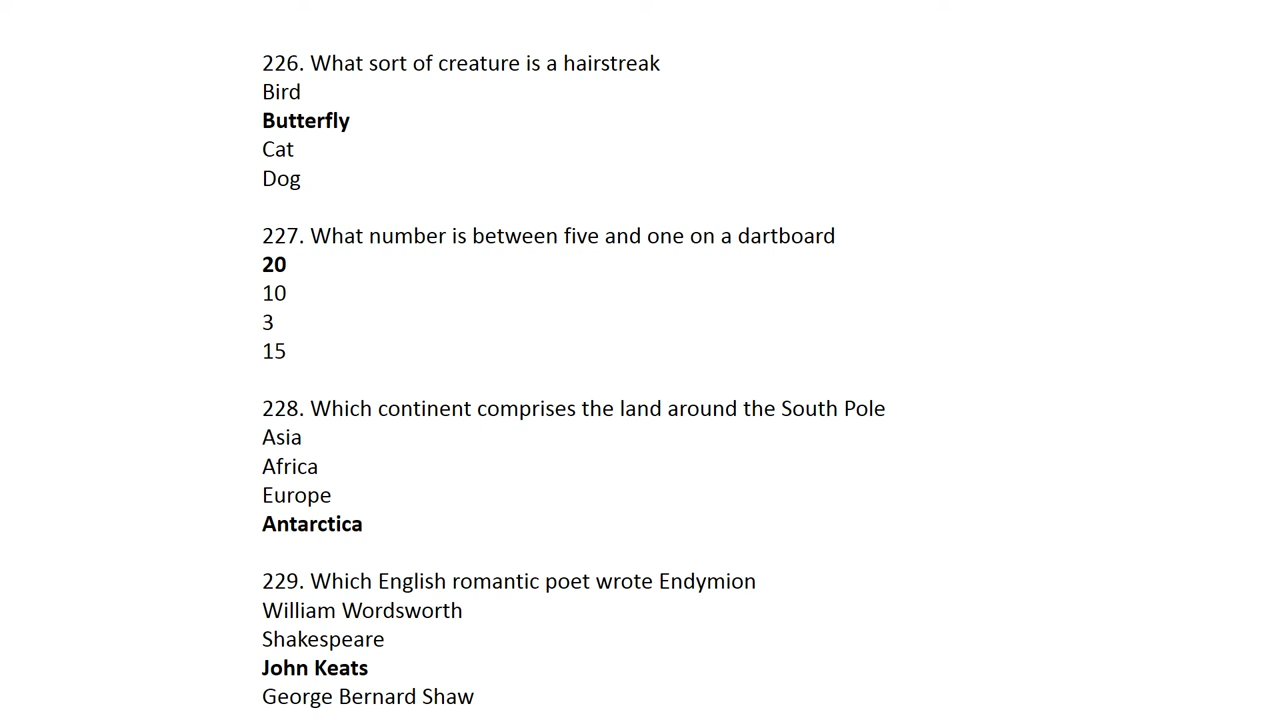 226. What sort of creature is a hairstreak
Bird
Butterfly
Cat
Dog
227. What number is between five and one on a dartboard
20
10
3
15
228. Which continent comprises the land around the South Pole
Asia
Africa
Europe
Antarctica
229. Which English romantic poet wrote Endymion
William Wordsworth
Shakespeare
John Keats
George Bernard Shaw